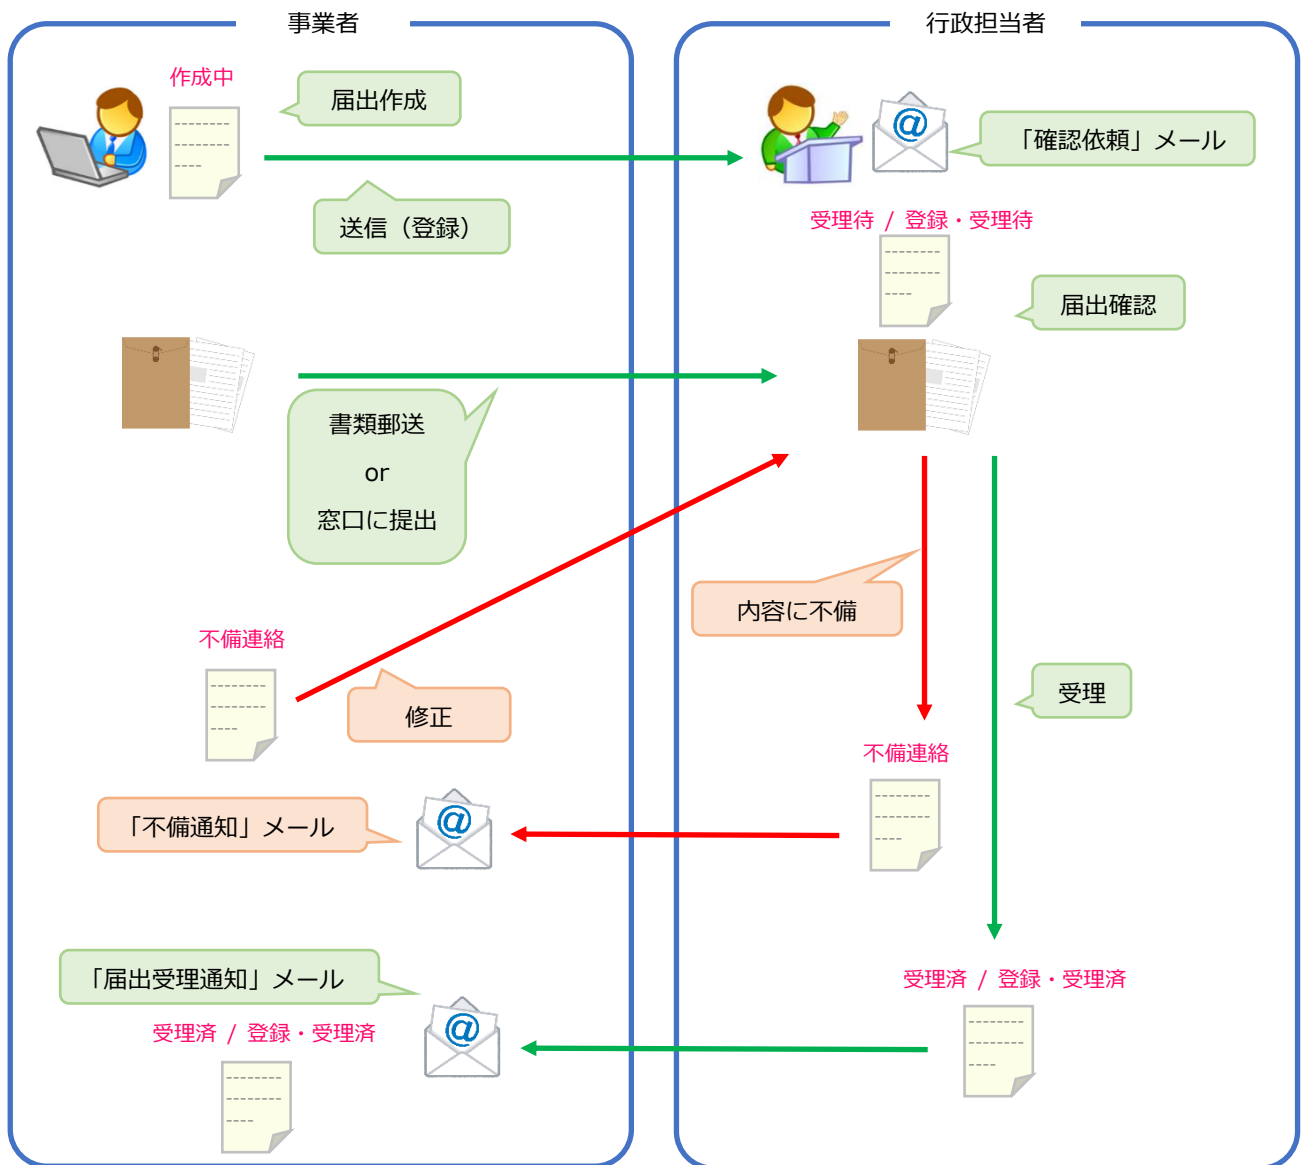 事業者
行政担当者
作成中
届出作成
「確認依頼」メール
送信（登録）
受理待 / 登録・受理待
届出確認
書類郵送
or
窓口に提出
内容に不備
不備連絡
修正
受理
不備連絡
「不備通知」メール
「届出受理通知」メール
受理済 / 登録・受理済
受理済 / 登録・受理済